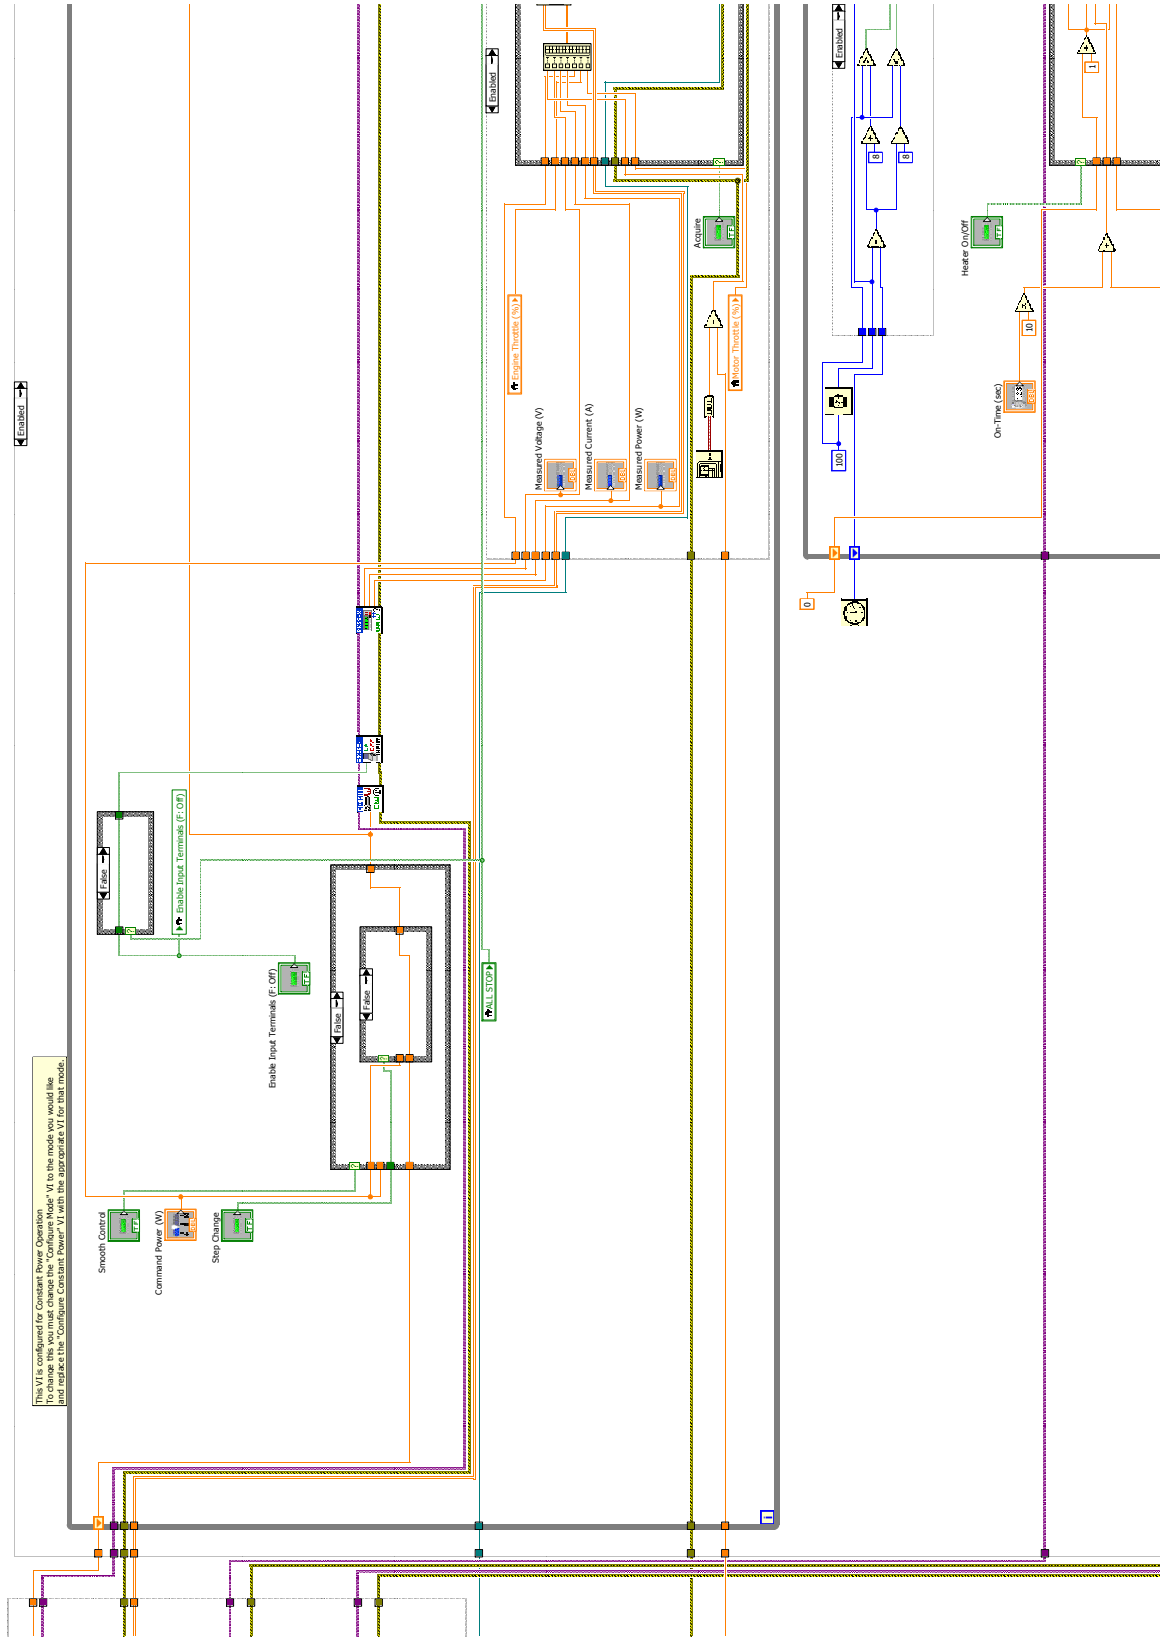 This VI is configured for Constant Power Operation
To change this you must change the "Configure Mode" VI to the mode you would like
and replace the "Configure Constant Power" VI with the appropriate VI for that mode.
Enabled
Smooth Control
Command Power (W)
Step Change
False
Enable Input Terminals (F: Off)
Enable Input Terminals (F: Off)
False
False
ALL STOP
Enabled
Engine Throttle (%)
Measured Voltage (V)
Measured Current (A)
Measured Power (W)
Acquire
Motor Throttle (%)
i
Enabled
0
100
8
8
Heater On/Off
On-Time (sec)
10
1